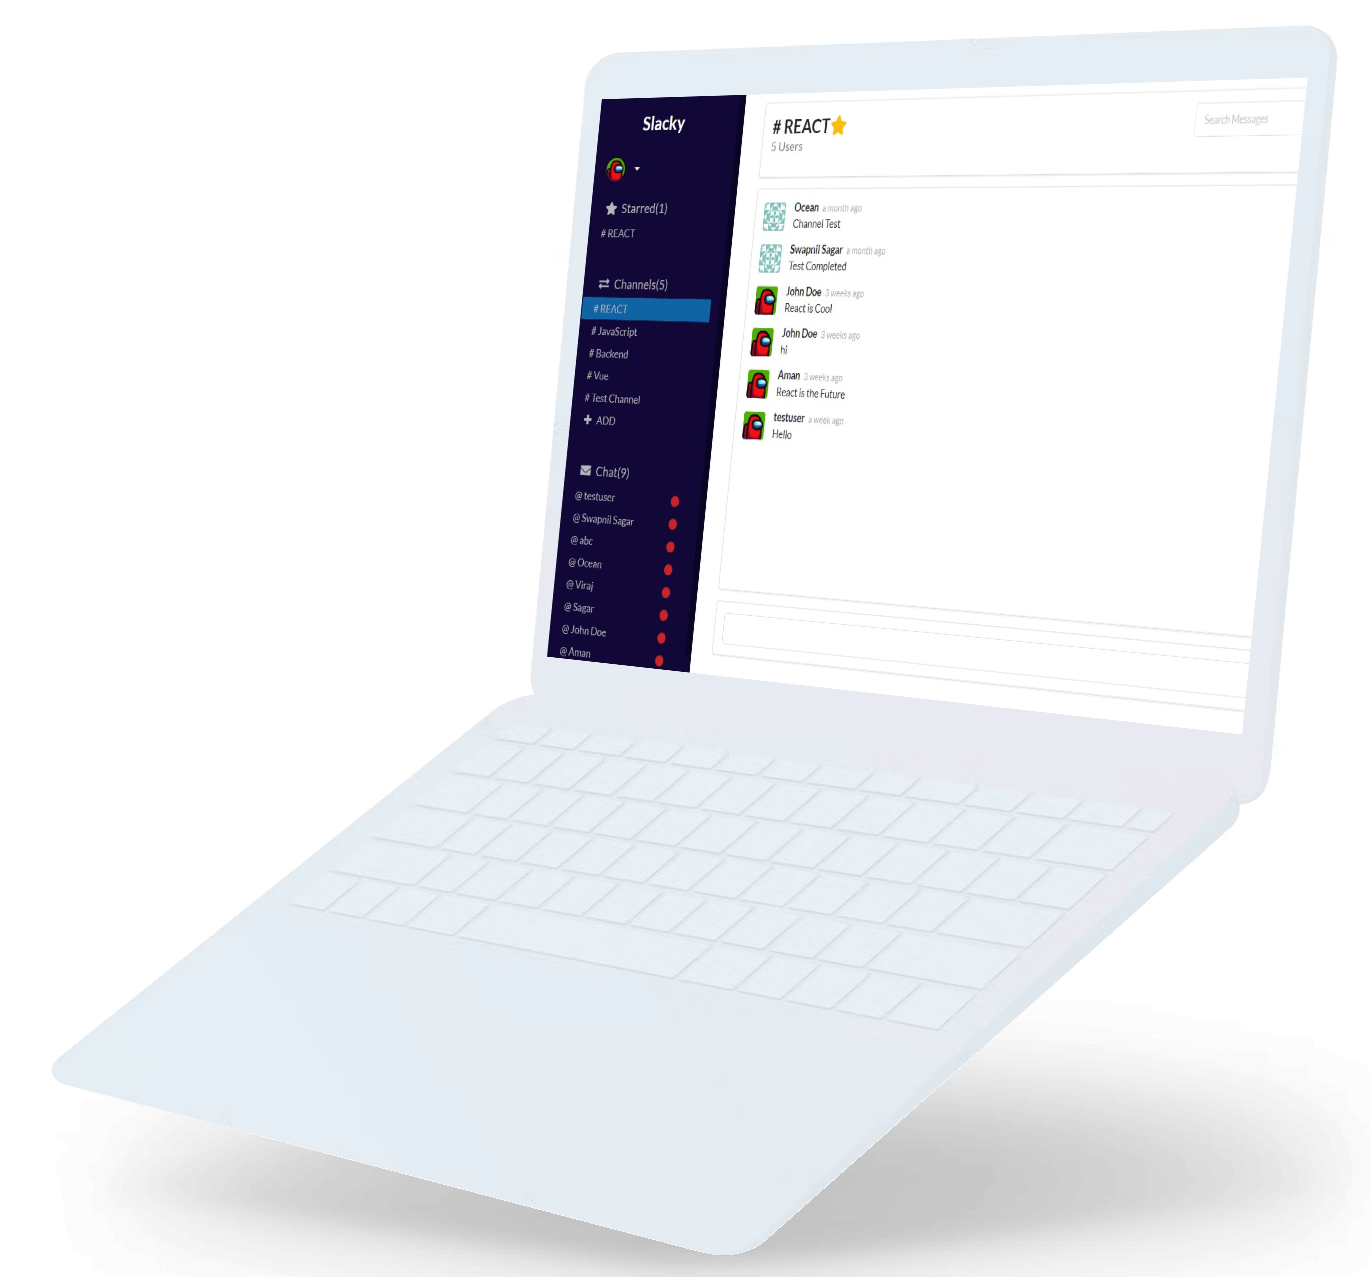 Slacky
Starred(1)
# REACT
Channels(5)
# REACT
# JavaScript
# Backend
# Vue
# Test Channel
ADD
Chat(9)
@ testuser
@ Swapnil Sagar
@ abc
@ Ocean
@ Viraj
@ Sagar
@ John Doe
@ Aman
# REACT
5 Users
Search Messages
Ocean a month ago
Channel Test
Swapnil Sagar a month ago
Test Completed
John Doe 3 weeks ago
React is Cool
John Doe 3 weeks ago
hi
Aman 3 weeks ago
React is the Future
testuser a week ago
Hello